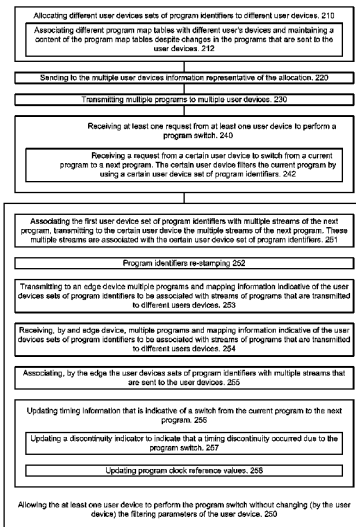 Allocating different user devices sets of program identifiers to different user devices. 210
Associating different program map tables with different user's devices and maintaining a
content of the program map tables despite changes in the programs that are sent to the
user devices. 212
Sending to the multiple user devices information representative of the allocation. 220
Transmitting multiple programs to multiple user devices. 230
Receiving at least one request from at least one user device to perform a
program switch. 240
Receiving a request from a certain user device to switch from a current
program to a next program. The certain user device filters the current program by
using a certain user device set of program identifiers. 242
Associating the first user device set of program identifiers with multiple streams of the next
program, transmitting to the certain user device the multiple streams of the next program. These
multiple streams are associated with the certain user device set of program identifiers. 251
Program identifiers re-stamping 252
Transmitting to an edge device multiple programs and mapping information indicative of the user
devices sets of program identifiers to be associated with streams of programs that are transmitted
to different users devices. 253
Receiving, by and edge device, multiple programs and mapping information indicative of the user
devices sets of program identifiers to be associated with streams of programs that are transmitted
to different users devices. 254
Associating, by the edge the user devices sets of program identifiers with multiple streams that
are sent to the user devices. 255
Updating timing information that is indicative of a switch from the current program to the next
program. 256
Updating a discontinuity indicator to indicate that a timing discontinuity occurred due to the
program switch. 257
Updating program clock reference values. 258
Allowing the at least one user device to perform the program switch without changing (by the user
device) the filtering parameters of the user device. 250